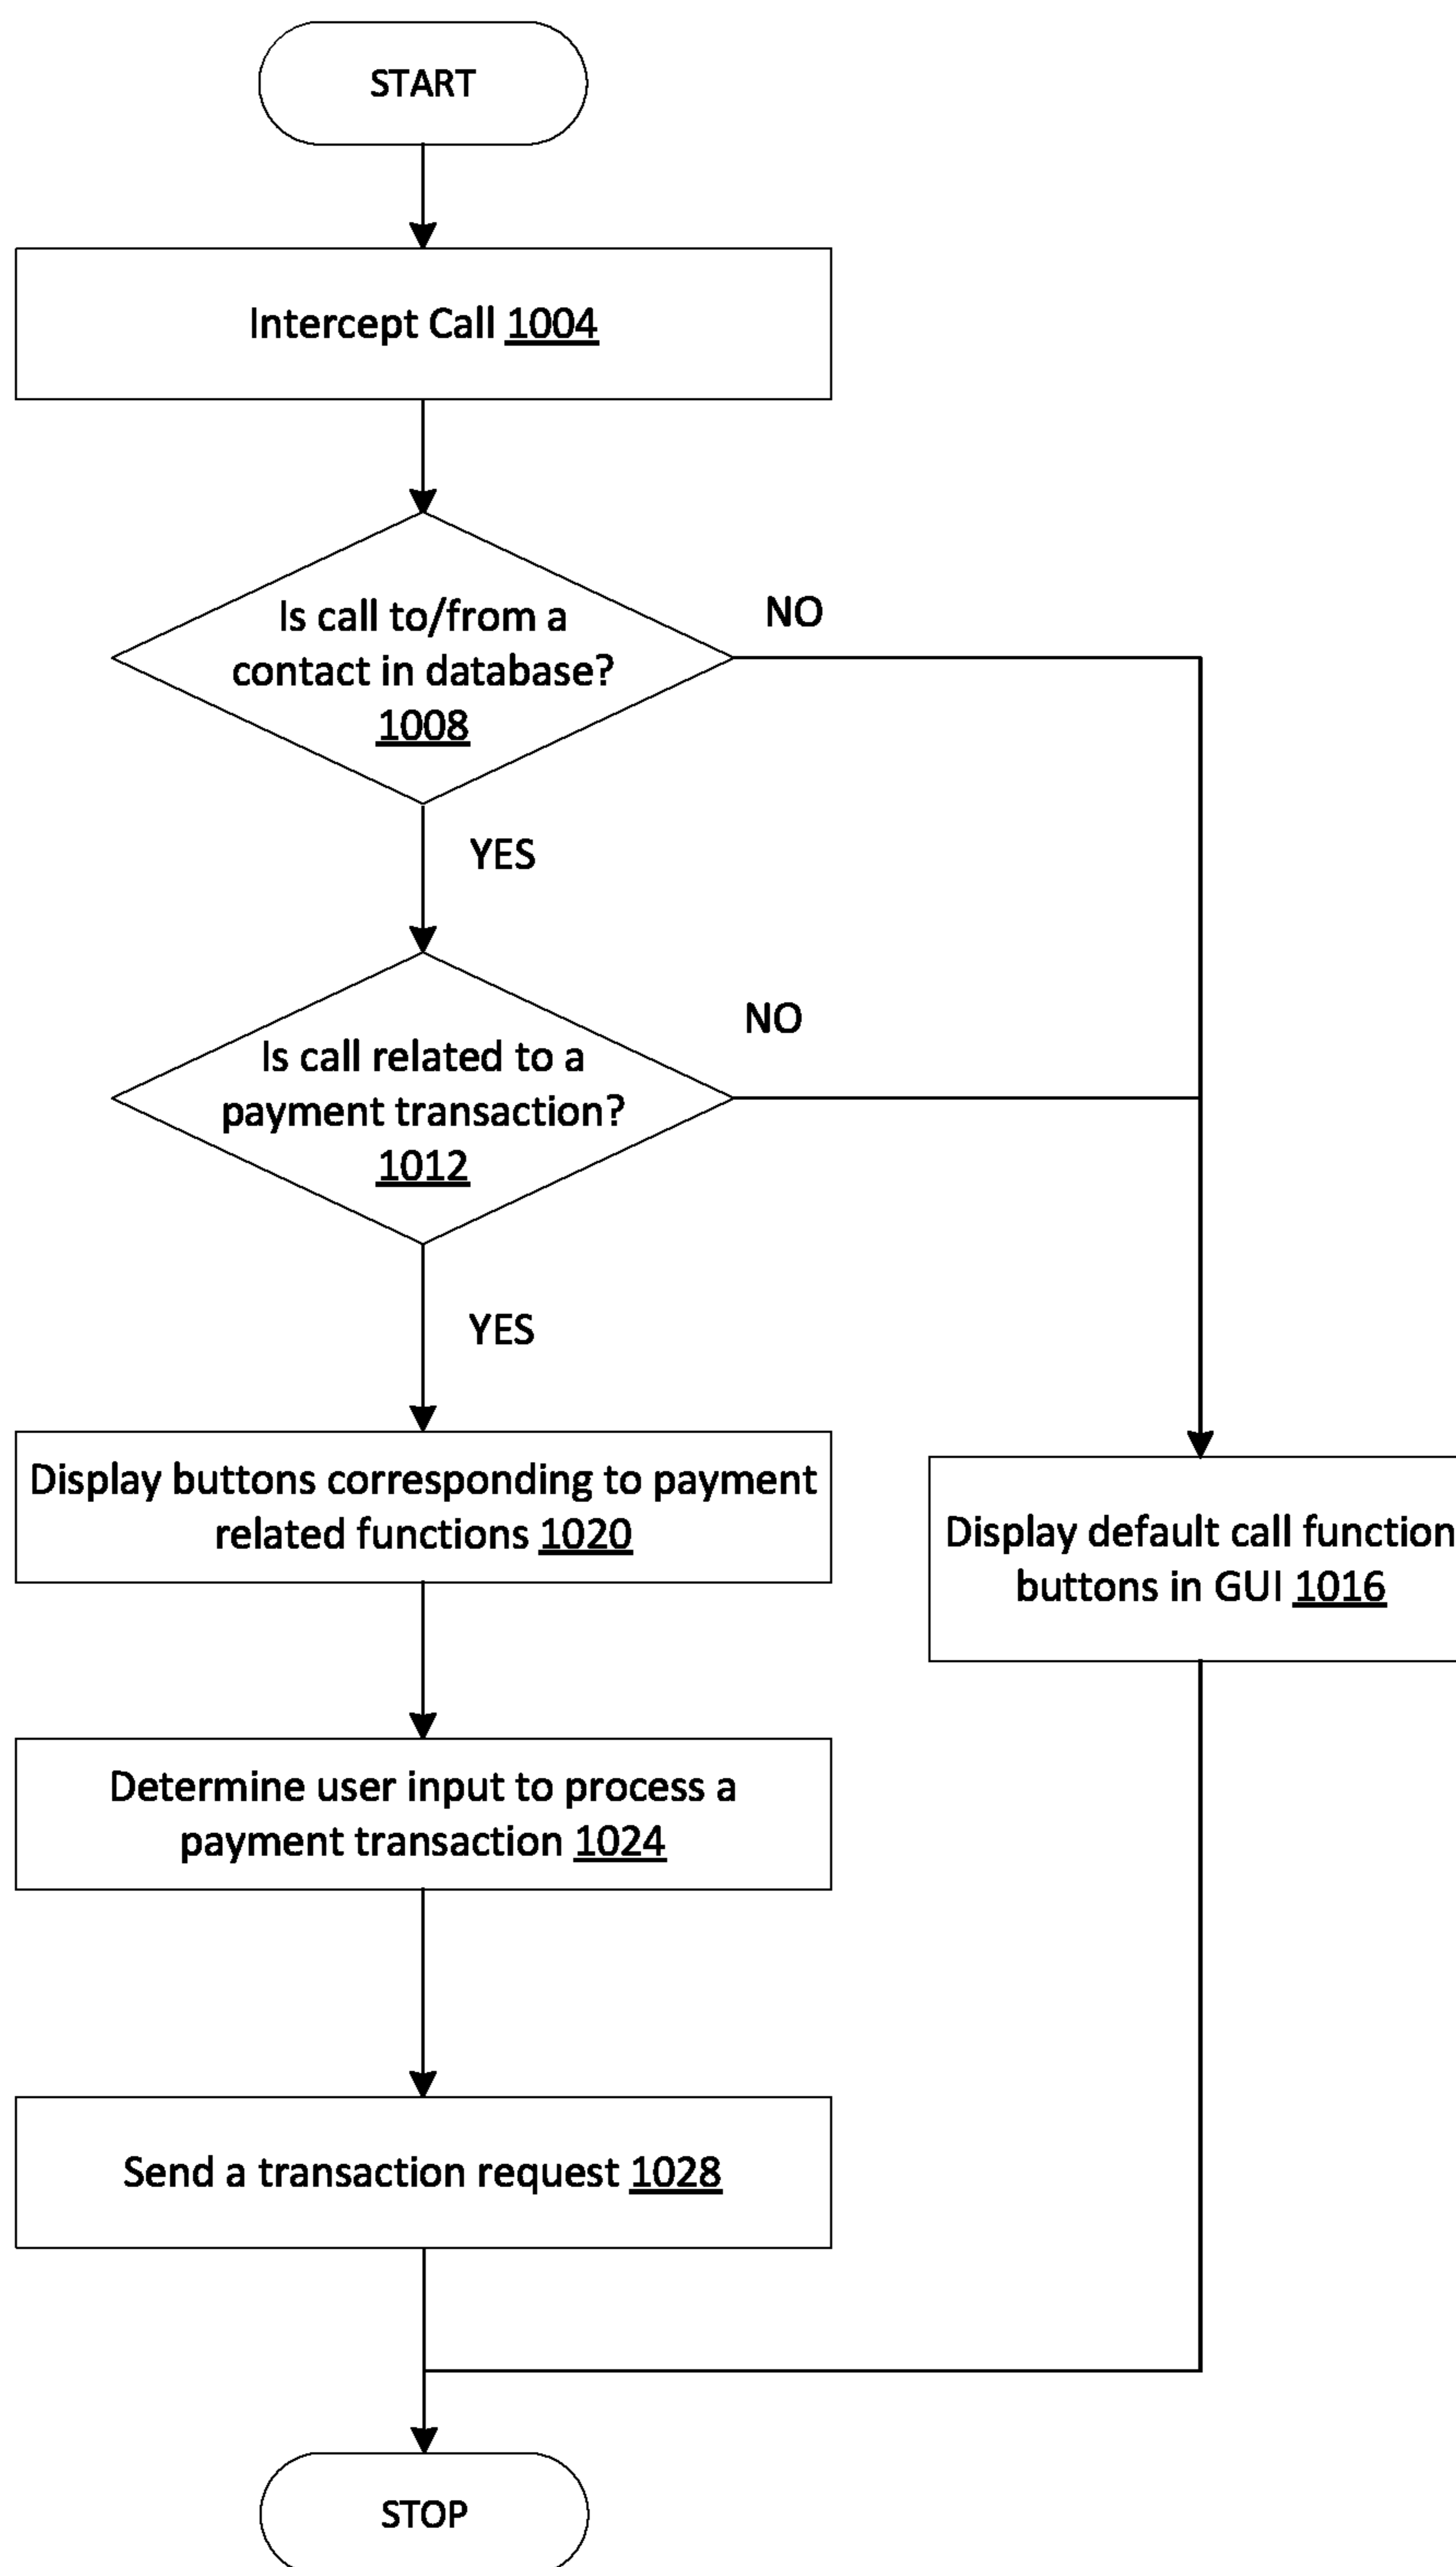 START
Intercept Call 1004
Is call to/from a
contact in database?
1008
NO
YES
Is call related to a
payment transaction?
1012
NO
YES
Display buttons corresponding to payment
related functions 1020
Display default call function
buttons in GUI 1016
Determine user input to process a
payment transaction 1024
Send a transaction request 1028
STOP